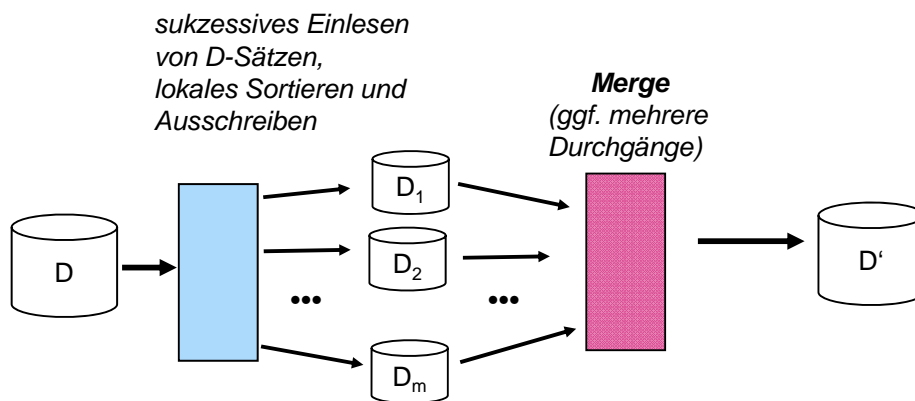 sukzessives Einlesen
von D-Sätzen,
lokales Sortieren und
Ausschreiben
Merge
(ggf. mehrere
Durchgänge)
D
D1
D2
•••
Dm
•••
D‘